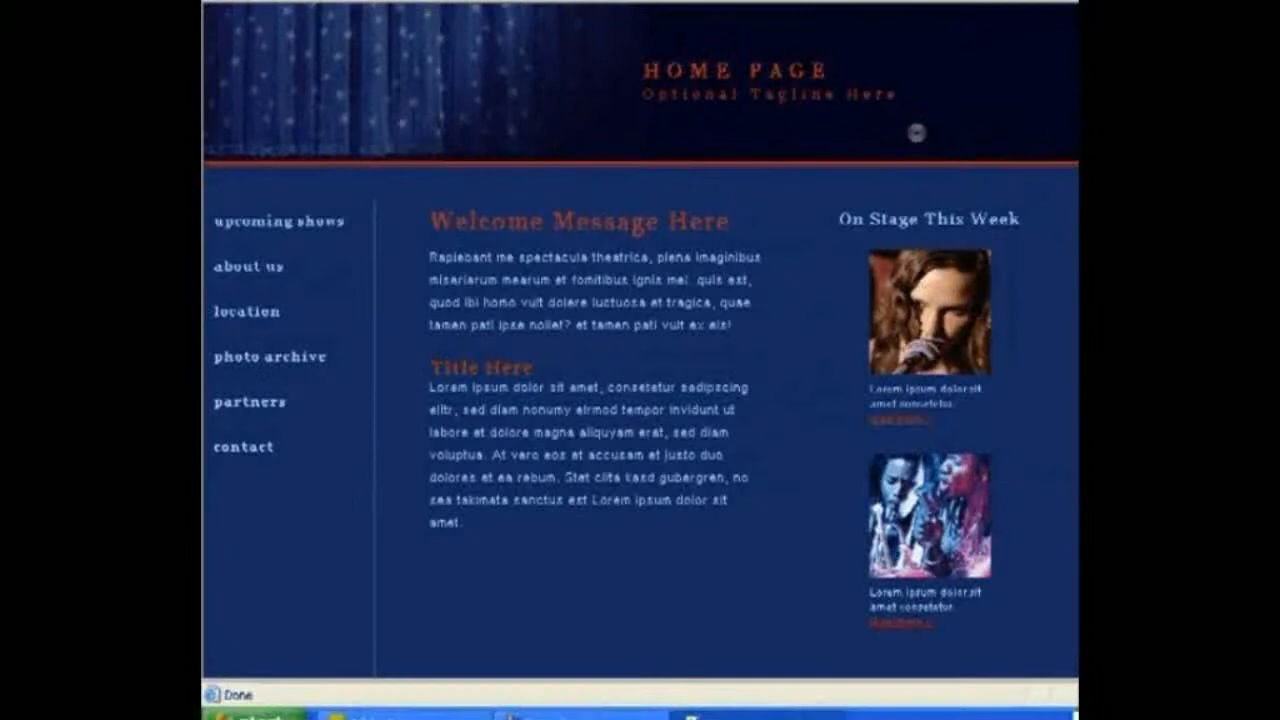 HOME PAGE
Optional Tagline Here
upcoming shows
about us
location
photo archive
partners
contact
Welcome Message Here
Rapiebant me spectacula theatrica, plena imaginibus
miseriarum mearum et fomitibus ignis mei. quis est,
quod ibi homo vult dolere luctuosa et tragica, quae
tamen pati ipse nollet? et tamen pati vult ex eis!
Title Here
Lorem ipsum dolor sit amet, consetetur sadipscing
elitr, sed diam nonumy eirmod tempor invidunt ut
labore et dolore magna aliquyam erat, sed diam
voluptua. At vero eos et accusam et justo duo
dolores et ea rebum. Stet clita kasd gubergren, no
sea takimata sanctus est Lorem ipsum dolor sit
amet.
On Stage This Week
Lorem ipsum dolor sit
amet consetetur.
Lorem ipsum dolor sit
amet consetetur.
Done